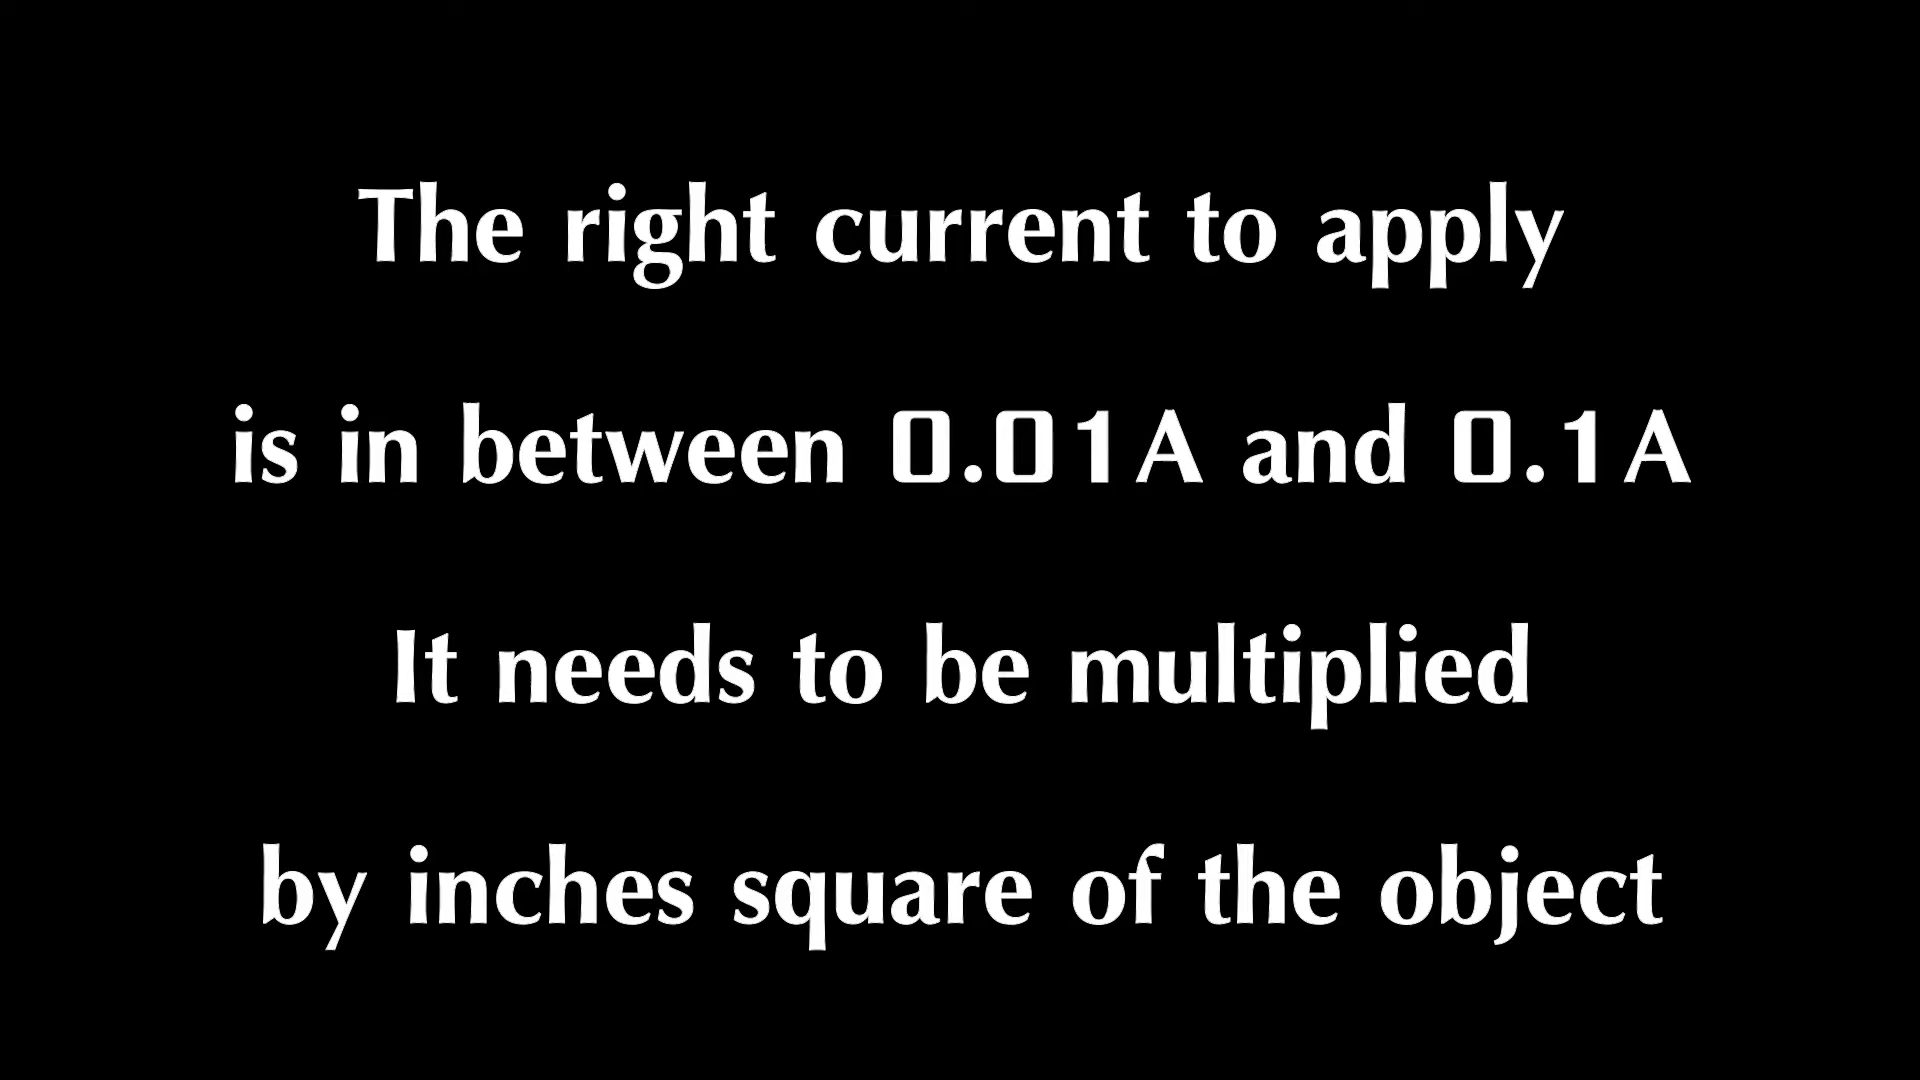 The right current to apply
is in between 0.01A and 0.1A
It needs to be multiplied
by inches square of the object